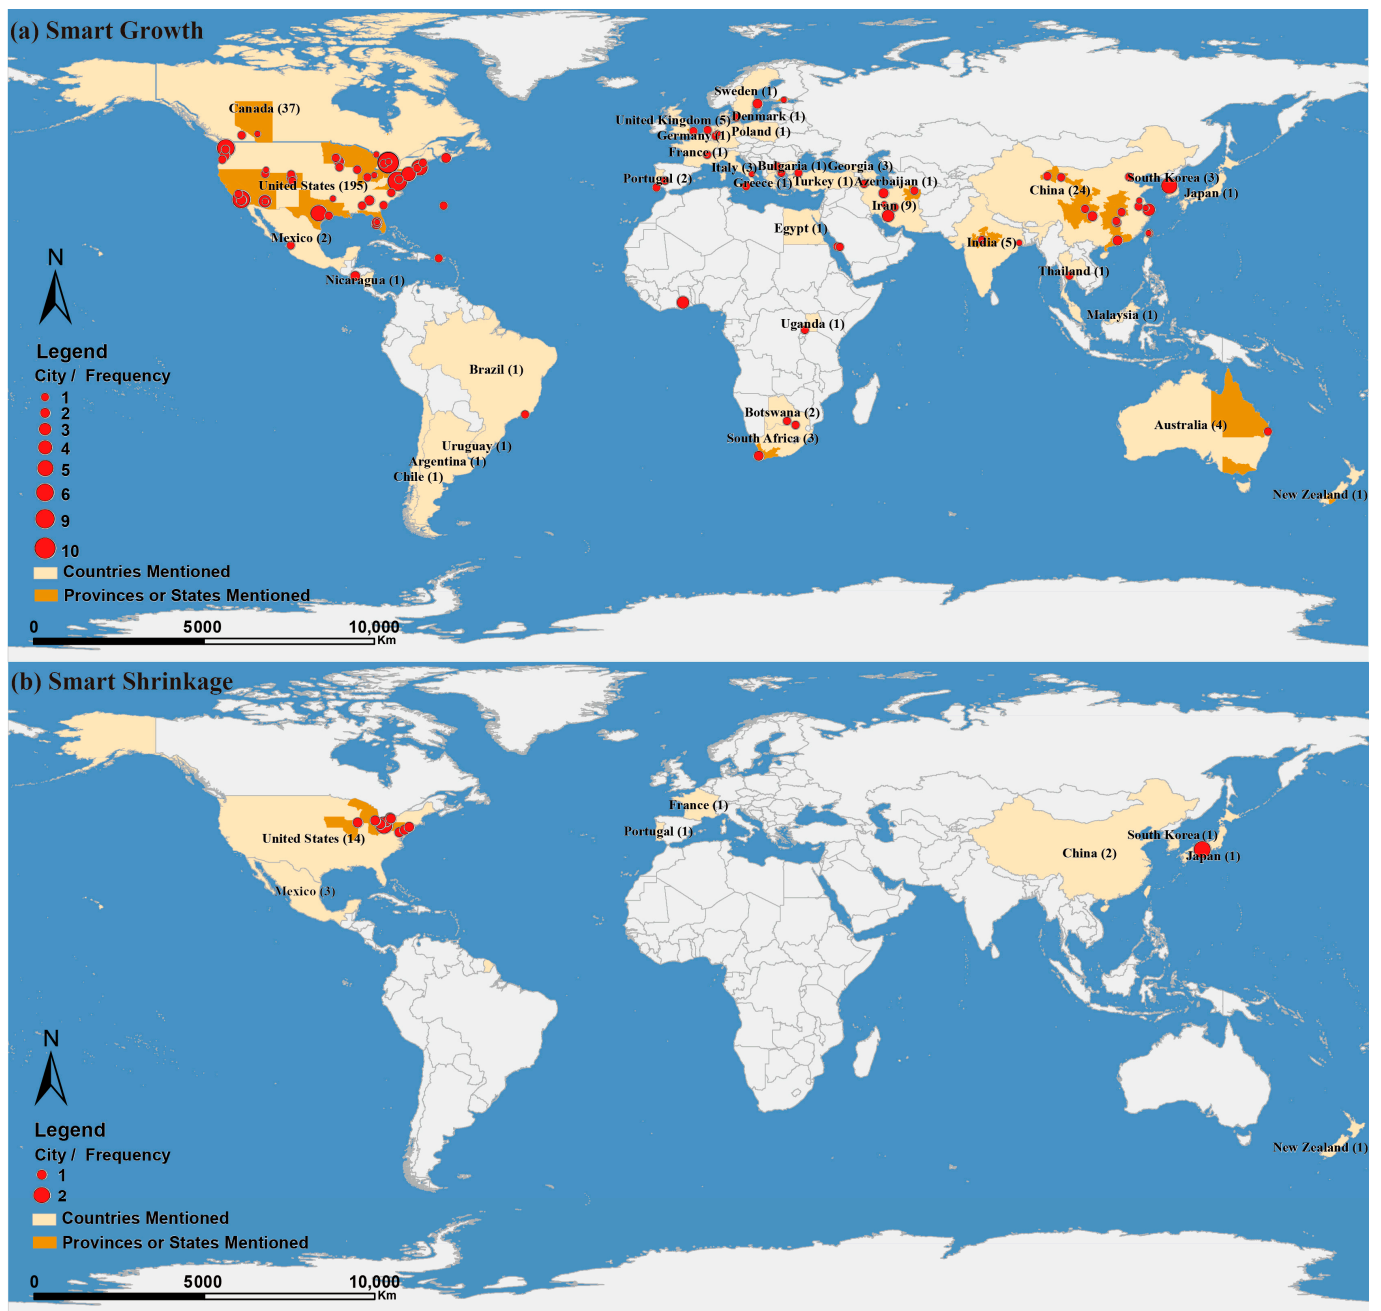 (a) Smart Growth
Canada (37)
United States (195)
Mexico (2)
Nicaragua (1)
Brazil (1)
Uruguay (1)
Argentina (1)
Chile (1)
Sweden (1)
United Kingdom (5)
Denmark (1)
Germany (1)
Poland (1)
France (1)
Italy (3)
Bulgaria (1)
Georgia (3)
Portugal (2)
Greece (1)
Turkey (1)
Azerbaijan (1)
Iran (9)
Egypt (1)
Uganda (1)
Botswana (2)
South Africa (3)
China (24)
South Korea (3)
Japan (1)
India (5)
Thailand (1)
Malaysia (1)
Australia (4)
New Zealand (1)
N
Legend
City / Frequency
1
2
3
4
5
6
9
10
Countries Mentioned
Provinces or States Mentioned
0 5000 10,000
Km
(b) Smart Shrinkage
United States (14)
Mexico (3)
France (1)
Portugal (1)
China (2)
South Korea (1)
Japan (1)
New Zealand (1)
N
Legend
City / Frequency
1
2
Countries Mentioned
Provinces or States Mentioned
0 5000 10,000
Km